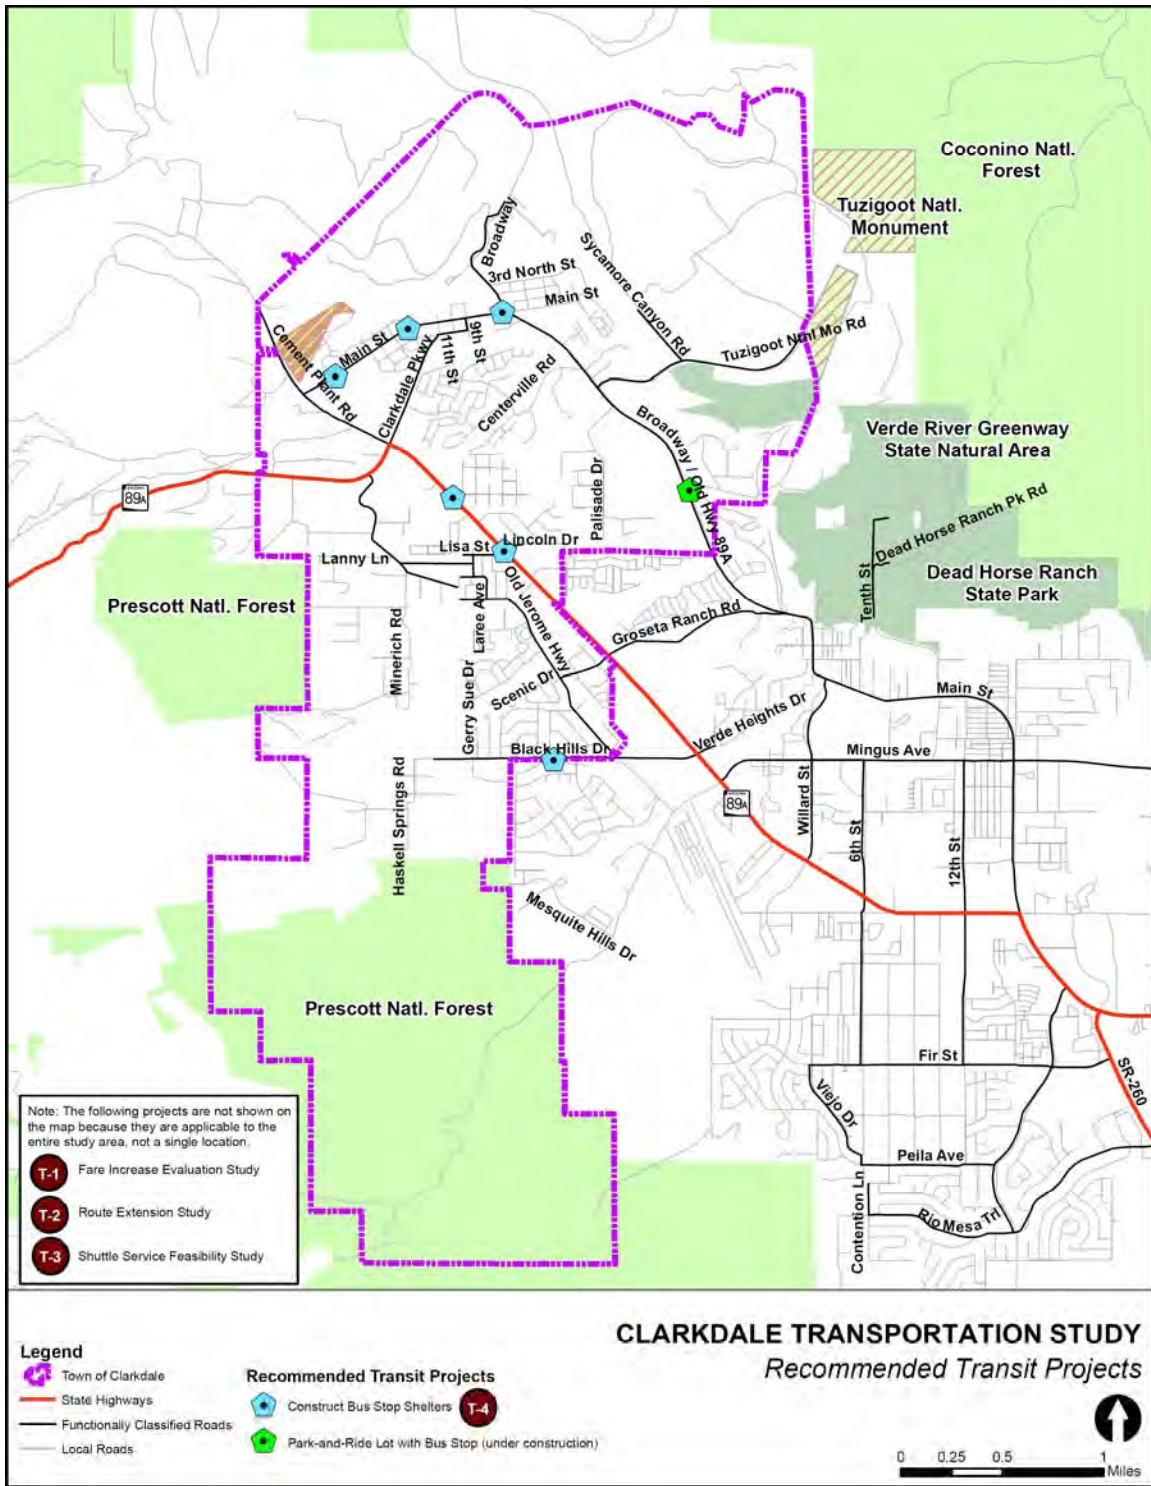 Coconino Natl.
Forest
Tuzigoot Natl.
Monument
Broadway
3rd North St
Sycamore Canyon Rd
Main St
Tuzigoot Ntnl Mo Rd
Cement Plant Rd
Main St
9th St
11th St
Clarkdale Pkwy
Centerville Rd
Broadway / Old Hwy 89A
Verde River Greenway
State Natural Area
Palisade Dr
89A
Dead Horse Ranch Pk Rd
Lisa St
Lincoln Dr
Lanny Ln
Tenth St
Dead Horse Ranch
State Park
Prescott Natl. Forest
Old Jerome Hwy
Laree Ave
Groseta Ranch Rd
Minerich Rd
Gerry Sue Dr
Scenic Dr
Main St
Verde Heights Dr
Black Hills Dr
Mingus Ave
Haskell Springs Rd
89A
Willard St
6th St
12th St
Mesquite Hills Dr
Prescott Natl. Forest
Fir St
SR-260
Viejo Dr
Peila Ave
Contention Ln
Rio Mesa Trl
Note: The following projects are not shown on
the map because they are applicable to the
entire study area, not a single location.
T-1 Fare Increase Evaluation Study
T-2 Route Extension Study
T-3 Shuttle Service Feasibility Study
CLARKDALE TRANSPORTATION STUDY
Recommended Transit Projects
Legend
Town of Clarkdale
State Highways
Functionally Classified Roads
Local Roads
Recommended Transit Projects
Construct Bus Stop Shelters T-4
Park-and-Ride Lot with Bus Stop (under construction)
0 0.25 0.5 1
Miles